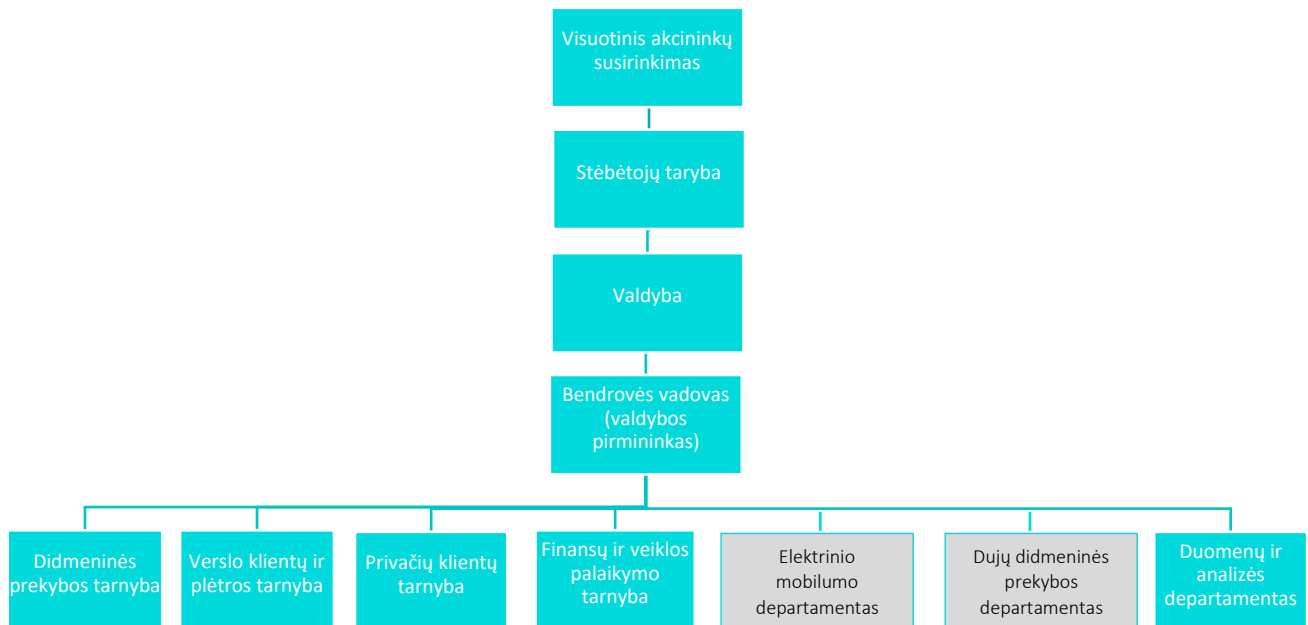 Visuotinis akcininkų
susirinkimas
Stėbėtojų taryba
Valdyba
Bendrovės vadovas
(valdybos
pirmininkas)
Didmeninės
prekybos tarnyba
Verslo klientų ir
plėtros tarnyba
Privačių klientų
tarnyba
Finansų ir veiklos
palaikymo
tarnyba
Elektrinio
mobilumo
departamentas
Dujų didmeninės
prekybos
departamentas
Duomenų ir
analizės
departamentas